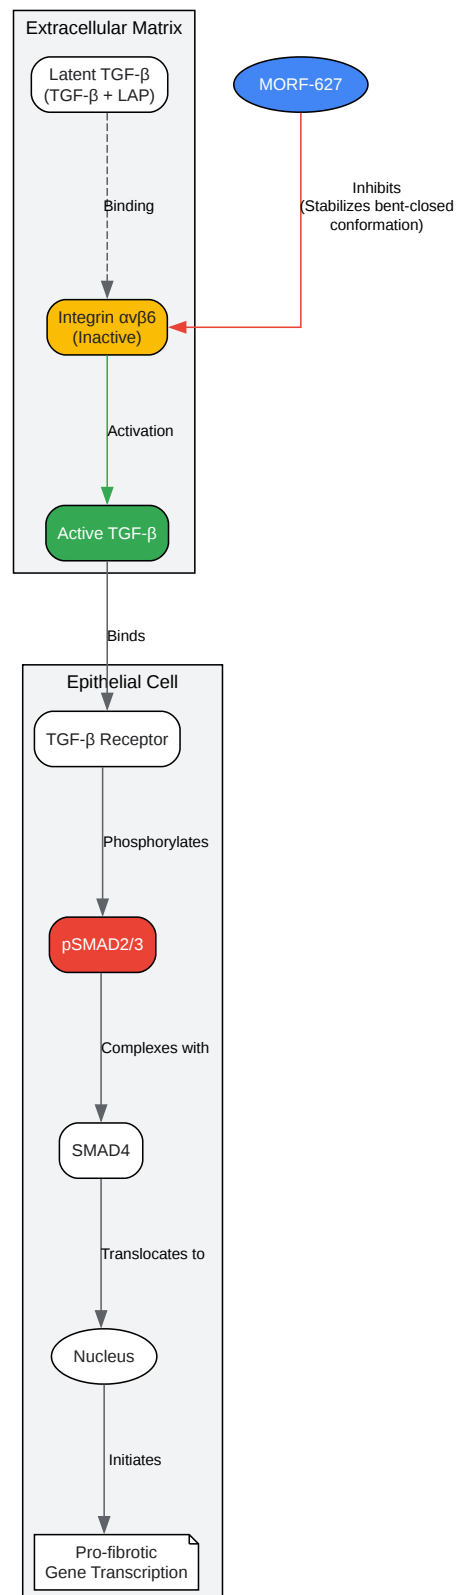 Extracellular Matrix
Latent TGF-β
(TGF-β + LAP)
MORF-627
Inhibits
(Stabilizes bent-closed
conformation)
Binding
Integrin αvβ6
(Inactive)
Activation
Active TGF-β
Binds
Epithelial Cell
TGF-β Receptor
Phosphorylates
pSMAD2/3
Complexes with
SMAD4
Translocates to
Nucleus
Initiates
Pro-fibrotic
Gene Transcription